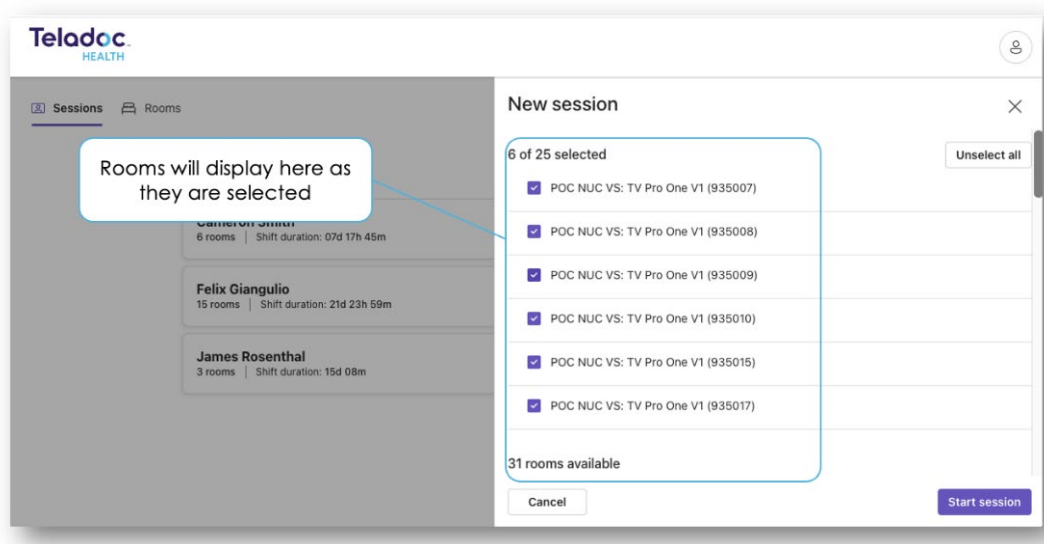 Teladoc
HEALTH
Sessions Rooms
New session
Rooms will display here as
they are selected
Cameron Smith
6 rooms | Shift duration: 07d 17h 45m
Felix Giangulio
15 rooms | Shift duration: 21d 23h 59m
James Rosenthal
3 rooms | Shift duration: 15d 08m
6 of 25 selected
Unselect all
POC NUC VS: TV Pro One V1 (935007)
POC NUC VS: TV Pro One V1 (935008)
POC NUC VS: TV Pro One V1 (935009)
POC NUC VS: TV Pro One V1 (935010)
POC NUC VS: TV Pro One V1 (935015)
POC NUC VS: TV Pro One V1 (935017)
31 rooms available
Cancel
Start session